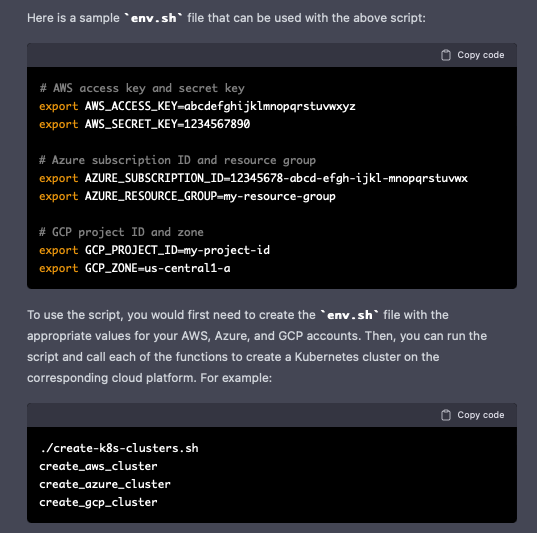 Here is a sample `env.sh` file that can be used with the above script:
Copy code
# AWS access key and secret key
export AWS_ACCESS_KEY=abcdefghijklmnopqrstuvwxyz
export AWS_SECRET_KEY=1234567890
# Azure subscription ID and resource group
export AZURE_SUBSCRIPTION_ID=12345678-abcd-efgh-ijkl-mnopqrstuvwx
export AZURE_RESOURCE_GROUP=my-resource-group
# GCP project ID and zone
export GCP_PROJECT_ID=my-project-id
export GCP_ZONE=us-central1-a
To use the script, you would first need to create the `env.sh` file with the
appropriate values for your AWS, Azure, and GCP accounts. Then, you can run the
script and call each of the functions to create a Kubernetes cluster on the
corresponding cloud platform. For example:
Copy code
./create-k8s-clusters.sh
create_aws_cluster
create_azure_cluster
create_gcp_cluster